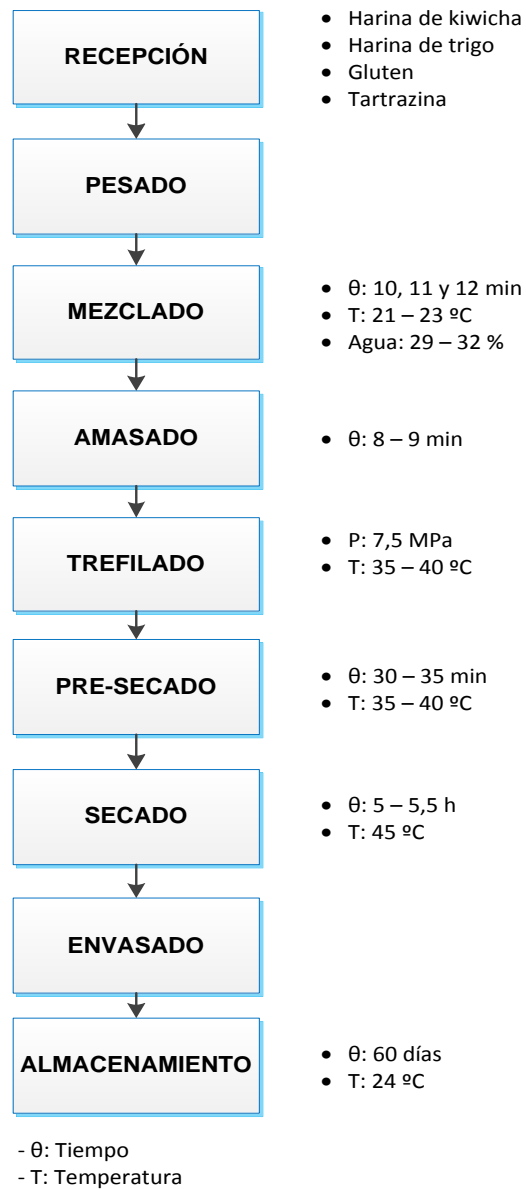 RECEPCIÓN
• Harina de kiwicha
• Harina de trigo
• Gluten
• Tartrazina
PESADO
MEZCLADO
• θ: 10, 11 y 12 min
• T: 21 – 23 ºC
• Agua: 29 – 32 %
AMASADO
• θ: 8 – 9 min
TREFILADO
• P: 7,5 MPa
• T: 35 – 40 ºC
PRE-SECADO
• θ: 30 – 35 min
• T: 35 – 40 ºC
SECADO
• θ: 5 – 5,5 h
• T: 45 ºC
ENVASADO
ALMACENAMIENTO
• θ: 60 días
• T: 24 ºC
- θ: Tiempo
- T: Temperatura